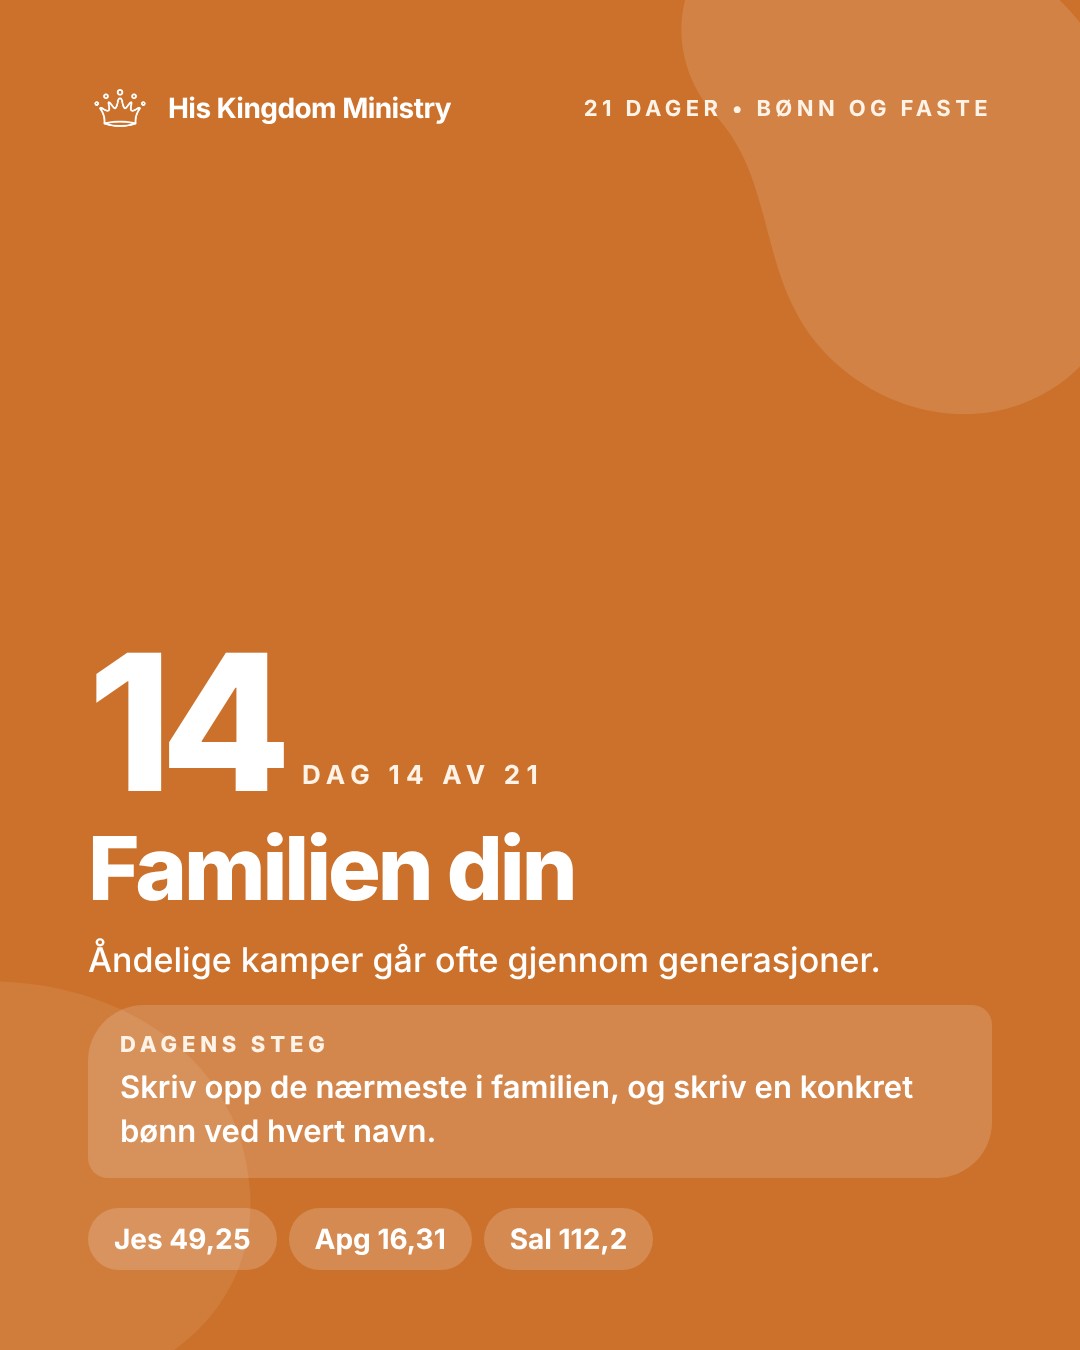 His Kingdom Ministry
21 DAGER • BØNN OG FASTE
14
DAG 14 AV 21
Familien din
Åndelige kamper går ofte gjennom generasjoner.
DAGENS STEG
Skriv opp de nærmeste i familien, og skriv en konkret
bønn ved hvert navn.
Jes 49,25
Apg 16,31
Sal 112,2